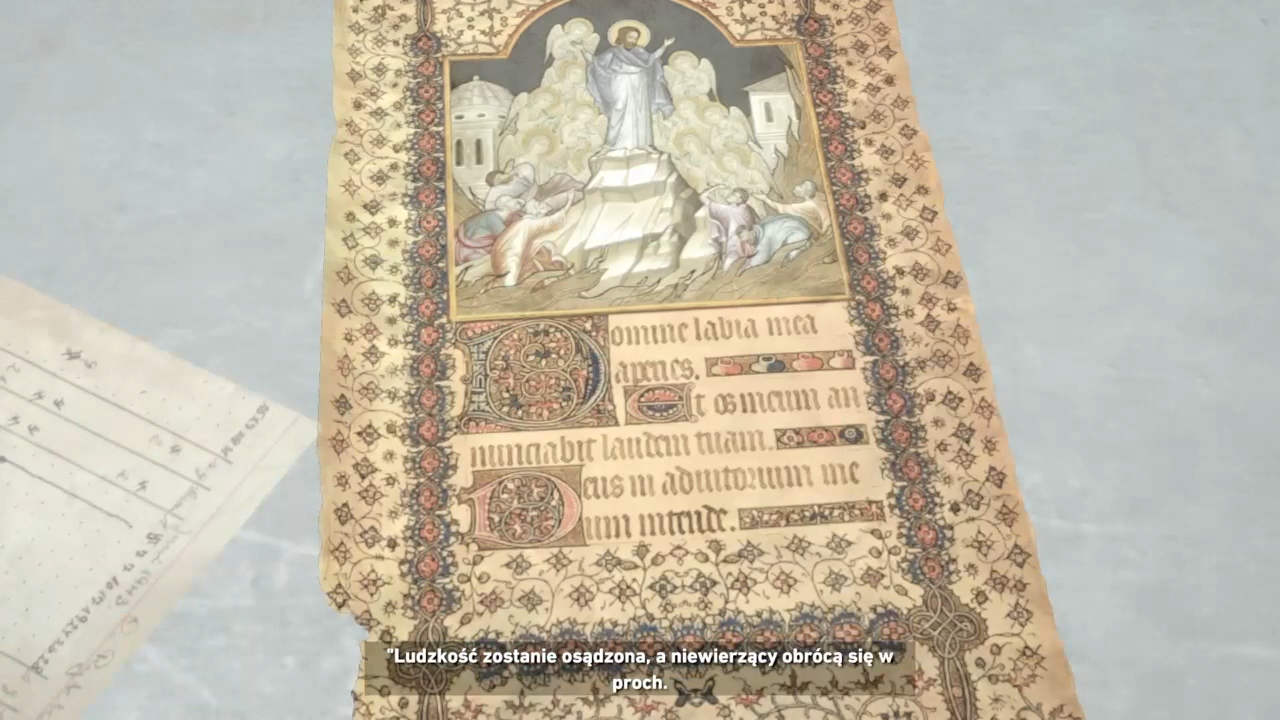 Domine labia mea
aperies.
Et os meum an
nunciabit laudem tuam.
Deus in adiutorium me
um intende.
"Ludzkość zostanie osądzona, a niewierzący obrócą się w
proch.